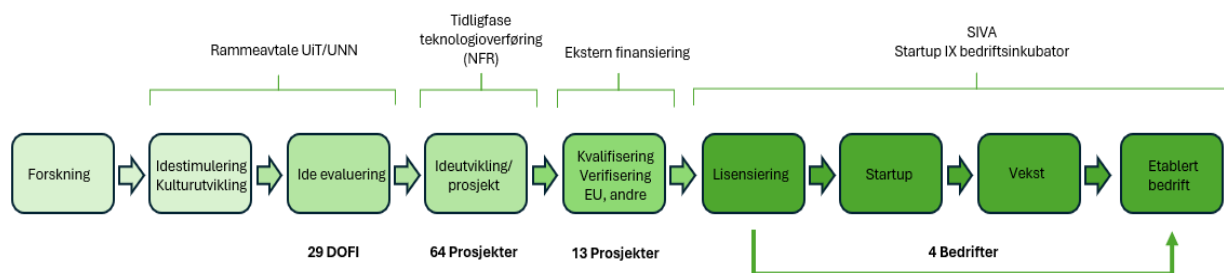 Rammeavtale UiT/UNN
Tidligfase
teknologioverføring
(NFR)
Ekstern finansiering
SIVA
Startup IX bedriftsinkubator
Forskning
Idestimulering
Kulturutvikling
Ide evaluering
Ideutvikling/
prosjekt
Kvalifisering
Verifisering
EU, andre
Lisensiering
Startup
Vekst
Etablert
bedrift
29 DOFI
64 Prosjekter
13 Prosjekter
4 Bedrifter